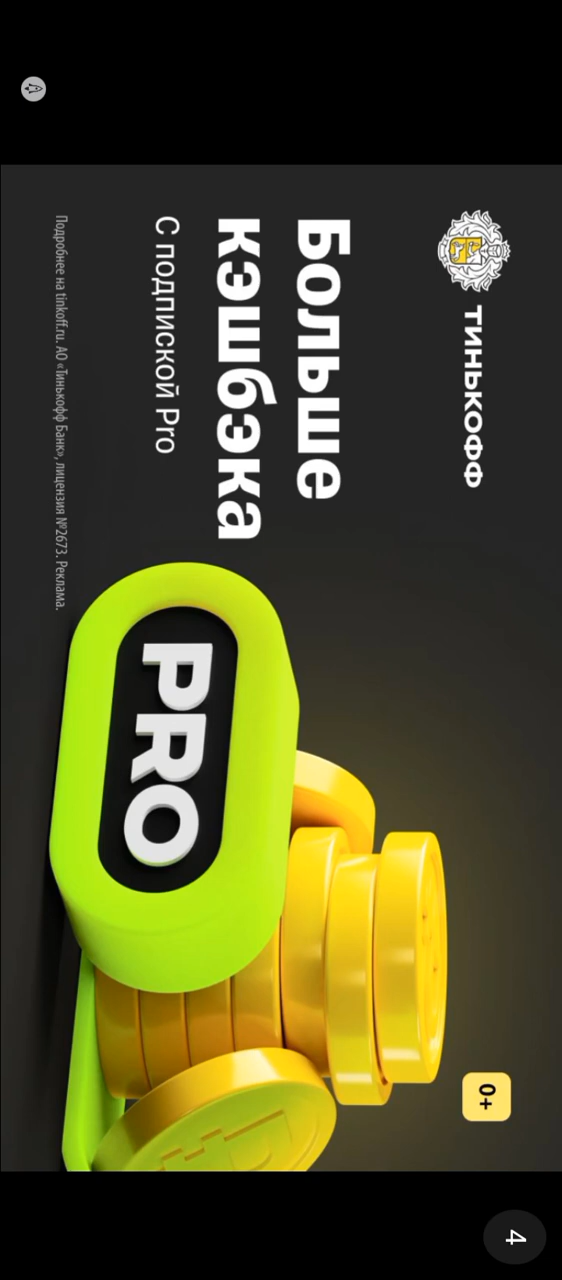 ТИНЬКОФФ
0+
Больше
кэшбэка
С подпиской Pro
Подробнее на tinkoff.ru. АО «Тинькофф Банк», лицензия №2673. Реклама.
PRO
4